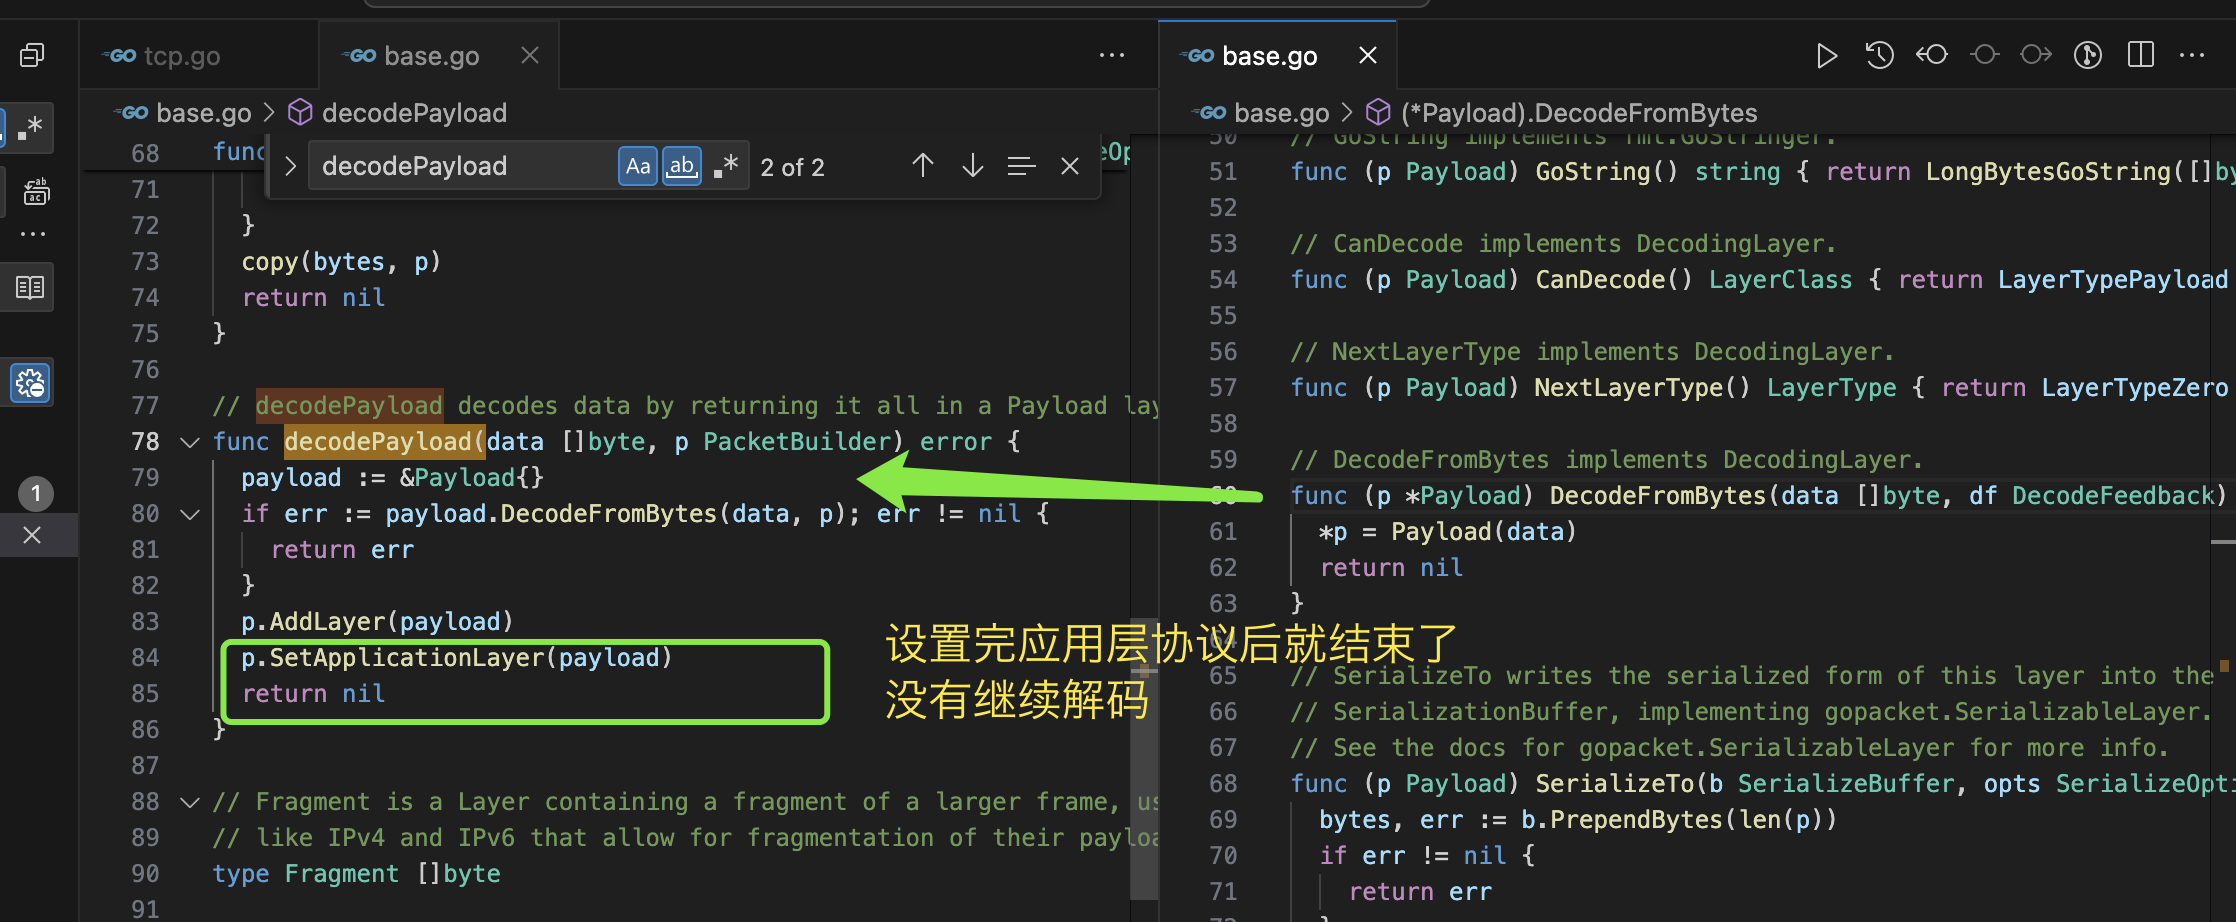 tcp.go
base.go
base.go > decodePayload
decodePayload Aa ab .* 2 of 2
68 func
71
72 }
73 copy(bytes, p)
74 return nil
75 }
76
77 // decodePayload decodes data by returning it all in a Payload lay
78 func decodePayload(data []byte, p PacketBuilder) error {
79 payload := &Payload{}
80 if err := payload.DecodeFromBytes(data, p); err != nil {
81 return err
82 }
83 p.AddLayer(payload)
84 p.SetApplicationLayer(payload)
85 return nil
86 }
87
88 // Fragment is a Layer containing a fragment of a larger frame, us
89 // like IPv4 and IPv6 that allow for fragmentation of their payloa
90 type Fragment []byte
91
设置完应用层协议后就结束了
没有继续解码
1
base.go
base.go > (*Payload).DecodeFromBytes
50 // GoString implements fmt.GoStringer.
51 func (p Payload) GoString() string { return LongBytesGoString([]by
52
53 // CanDecode implements DecodingLayer.
54 func (p Payload) CanDecode() LayerClass { return LayerTypePayload
55
56 // NextLayerType implements DecodingLayer.
57 func (p Payload) NextLayerType() LayerType { return LayerTypeZero
58
59 // DecodeFromBytes implements DecodingLayer.
60 func (p *Payload) DecodeFromBytes(data []byte, df DecodeFeedback)
61 *p = Payload(data)
62 return nil
63 }
64
65 // SerializeTo writes the serialized form of this layer into the
66 // SerializationBuffer, implementing gopacket.SerializableLayer.
67 // See the docs for gopacket.SerializableLayer for more info.
68 func (p Payload) SerializeTo(b SerializeBuffer, opts SerializeOpti
69 bytes, err := b.PrependBytes(len(p))
70 if err != nil {
71 return err